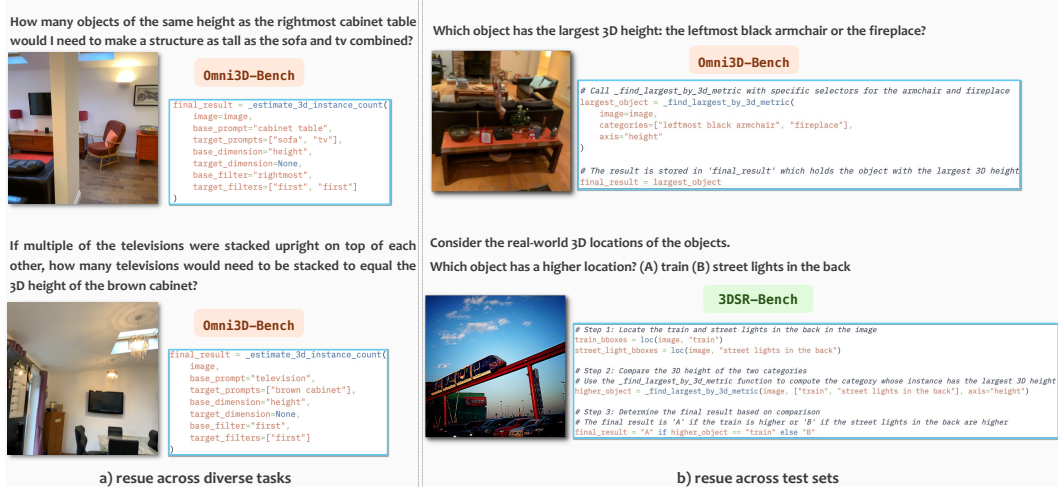 How many objects of the same height as the rightmost cabinet table
would I need to make a structure as tall as the sofa and tv combined?
Omni3D-Bench
final_result = _estimate_3d_instance_count(
    image=image,
    base_prompt="cabinet table",
    target_prompts=["sofa", "tv"],
    base_dimension="height",
    target_dimension=None,
    base_filter="rightmost",
    target_filters=["first", "first"]
)
If multiple of the televisions were stacked upright on top of each
other, how many televisions would need to be stacked to equal the
3D height of the brown cabinet?
Omni3D-Bench
final_result = _estimate_3d_instance_count(
    image,
    base_prompt="television",
    target_prompts=["brown cabinet"],
    base_dimension="height",
    target_dimension=None,
    base_filter="first",
    target_filters=["first"]
)
a) resue across diverse tasks
Which object has the largest 3D height: the leftmost black armchair or the fireplace?
Omni3D-Bench
# Call _find_largest_by_3d_metric with specific selectors for the armchair and fireplace
largest_object = _find_largest_by_3d_metric(
    image=image,
    categories=["leftmost black armchair", "fireplace"],
    axis="height"
)
# The result is stored in 'final_result' which holds the object with the largest 3D height
final_result = largest_object
Consider the real-world 3D locations of the objects.
Which object has a higher location? (A) train (B) street lights in the back
3DSR-Bench
# Step 1: Locate the train and street lights in the back in the image
train_bboxes = loc(image, "train")
street_light_bboxes = loc(image, "street lights in the back")
# Step 2: Compare the 3D height of the two categories
# Use the _find_largest_by_3d_metric function to compute the category whose instance has the largest 3D height
higher_object = _find_largest_by_3d_metric(image, ["train", "street lights in the back"], axis="height")
# Step 3: Determine the final result based on comparison
# The final result is 'A' if the train is higher or 'B' if the street lights in the back are higher
final_result = "A" if higher_object == "train" else "B"
b) resue across test sets